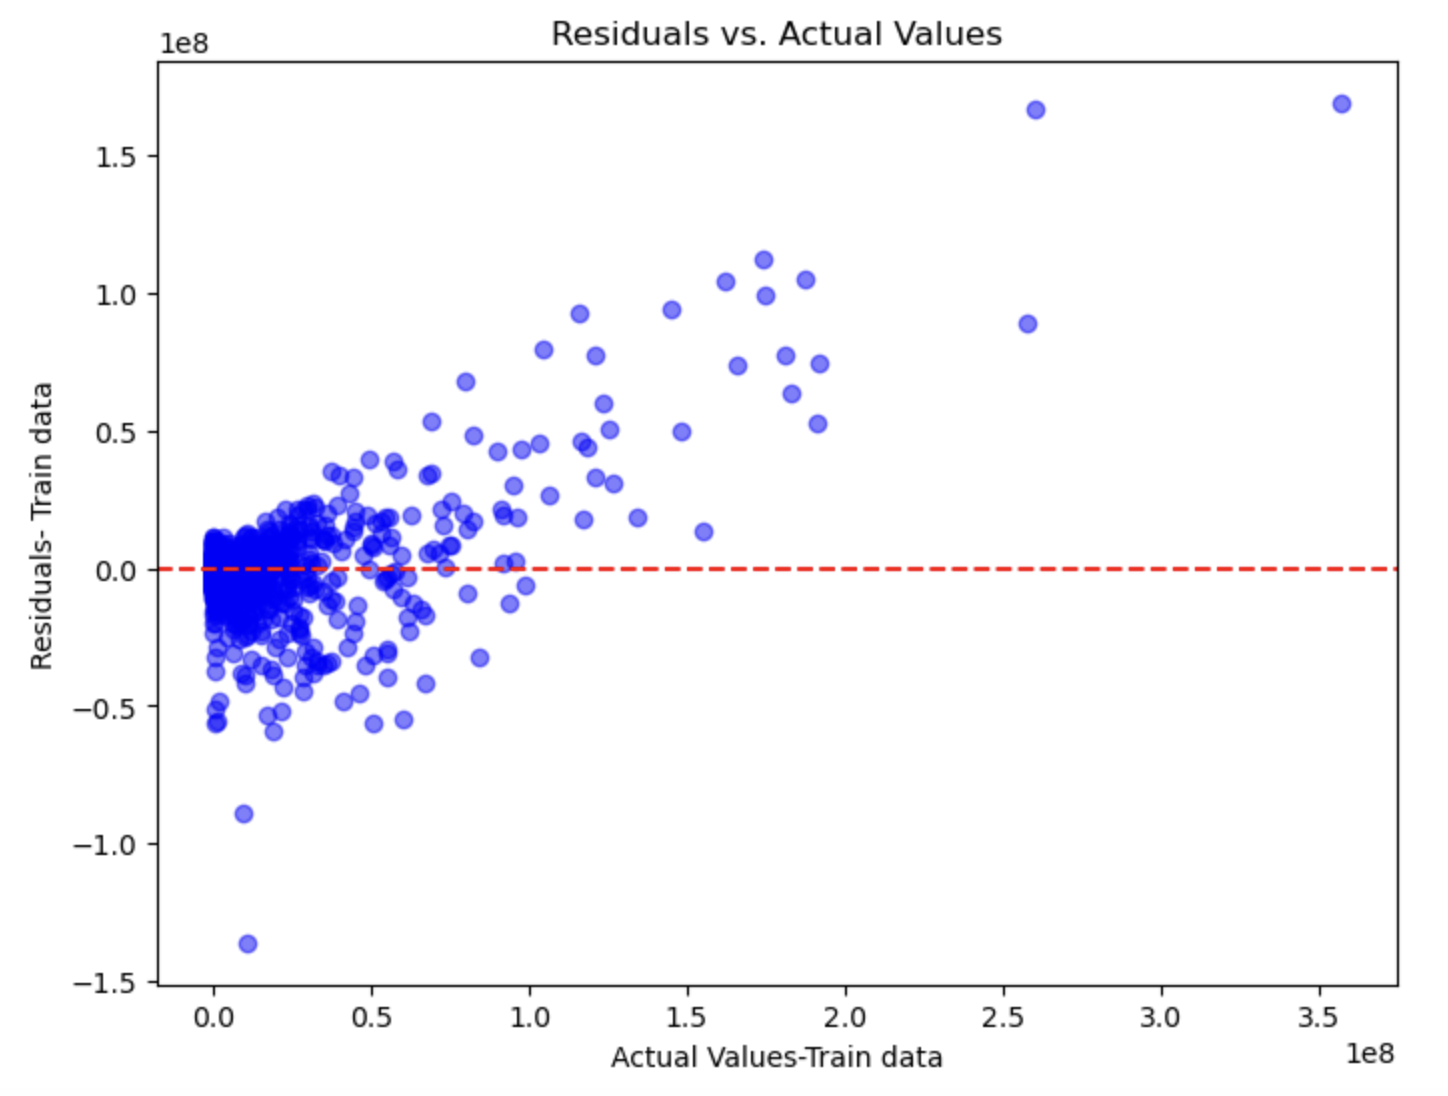 Residuals vs. Actual Values
1e8
1.5
1.0
0.5
0.0
−0.5
−1.0
−1.5
Residuals- Train data
0.0 0.5 1.0 1.5 2.0 2.5 3.0 3.5
1e8
Actual Values-Train data